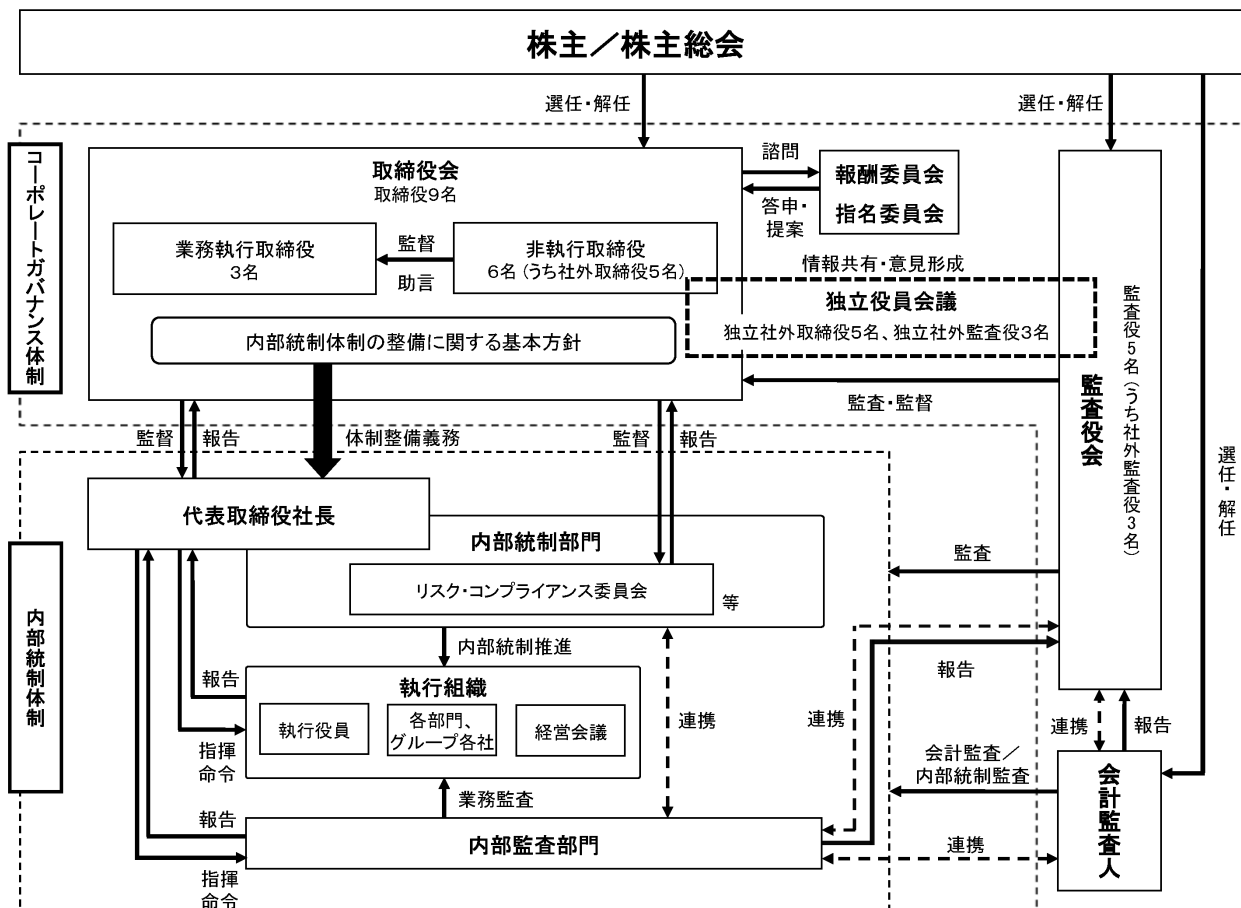 株主／株主総会
選任・解任
選任・解任
コーポレートガバナンス体制
取締役会
取締役9名
諮問
答申・
提案
報酬委員会
指名委員会
業務執行取締役
3名
監督
助言
非執行取締役
6名（うち社外取締役5名）
情報共有・意見形成
独立役員会議
独立社外取締役5名、独立社外監査役3名
内部統制体制の整備に関する基本方針
監査・監督
監査役会
監査役5名（うち社外監査役3名）
選任・解任
監督
報告
体制整備義務
監督
報告
代表取締役社長
内部統制部門
リスク・コンプライアンス委員会
等
監査
内部統制体制
内部統制推進
報告
執行組織
執行役員
各部門、
グループ各社
経営会議
指揮
命令
連携
連携
報告
連携
報告
会計監査／
内部統制監査
会計監査人
業務監査
報告
内部監査部門
連携
指揮
命令